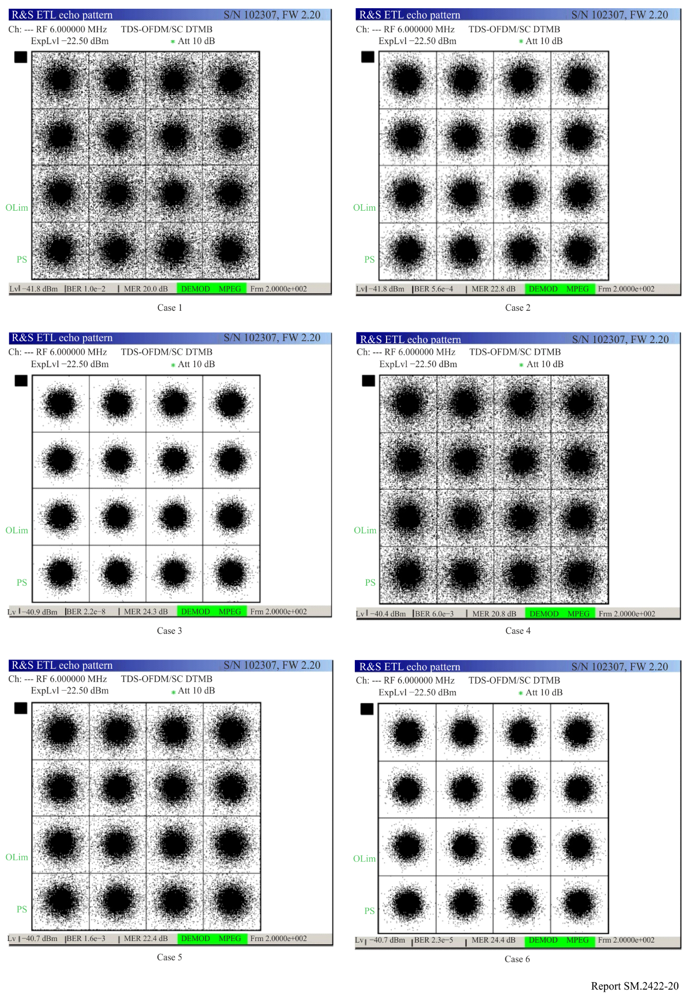 R&S ETL echo pattern S/N 102307, FW 2.20
Ch: --- RF 6.000000 MHz TDS-OFDM/SC DTMB
ExpLvl −22.50 dBm * Att 10 dB
OLim
PS
Lvl −41.8 dBm BER 1.0e−2 MER 20.0 dB DEMOD MPEG Frm 2.0000e+002
Case 1
R&S ETL echo pattern S/N 102307, FW 2.20
Ch: --- RF 6.000000 MHz TDS-OFDM/SC DTMB
ExpLvl −22.50 dBm * Att 10 dB
OLim
PS
Lvl −41.8 dBm BER 5.6e−4 MER 22.8 dB DEMOD MPEG Frm 2.0000e+002
Case 2
R&S ETL echo pattern S/N 102307, FW 2.20
Ch: --- RF 6.000000 MHz TDS-OFDM/SC DTMB
ExpLvl −22.50 dBm * Att 10 dB
OLim
PS
Lv −40.9 dBm BER 2.2e−8 MER 24.3 dB DEMOD MPEG Frm 2.0000e+002
Case 3
R&S ETL echo pattern S/N 102307, FW 2.20
Ch: --- RF 6.000000 MHz TDS-OFDM/SC DTMB
ExpLvl −22.50 dBm * Att 10 dB
OLim
PS
Lv −40.4 dBm BER 6.0e−3 MER 20.8 dB DEMOD MPEG Frm 2.0000e+002
Case 4
R&S ETL echo pattern S/N 102307, FW 2.20
Ch: --- RF 6.000000 MHz TDS-OFDM/SC DTMB
ExpLvl −22.50 dBm * Att 10 dB
OLim
PS
Lv −40.7 dBm BER 1.6e−3 MER 22.4 dB DEMOD MPEG Frm 2.0000e+002
Case 5
R&S ETL echo pattern S/N 102307, FW 2.20
Ch: --- RF 6.000000 MHz TDS-OFDM/SC DTMB
ExpLvl −22.50 dBm * Att 10 dB
OLim
PS
Lv −40.7 dBm BER 2.3e−5 MER 24.4 dB DEMOD MPEG Frm 2.0000e+002
Case 6
Report SM.2422-20